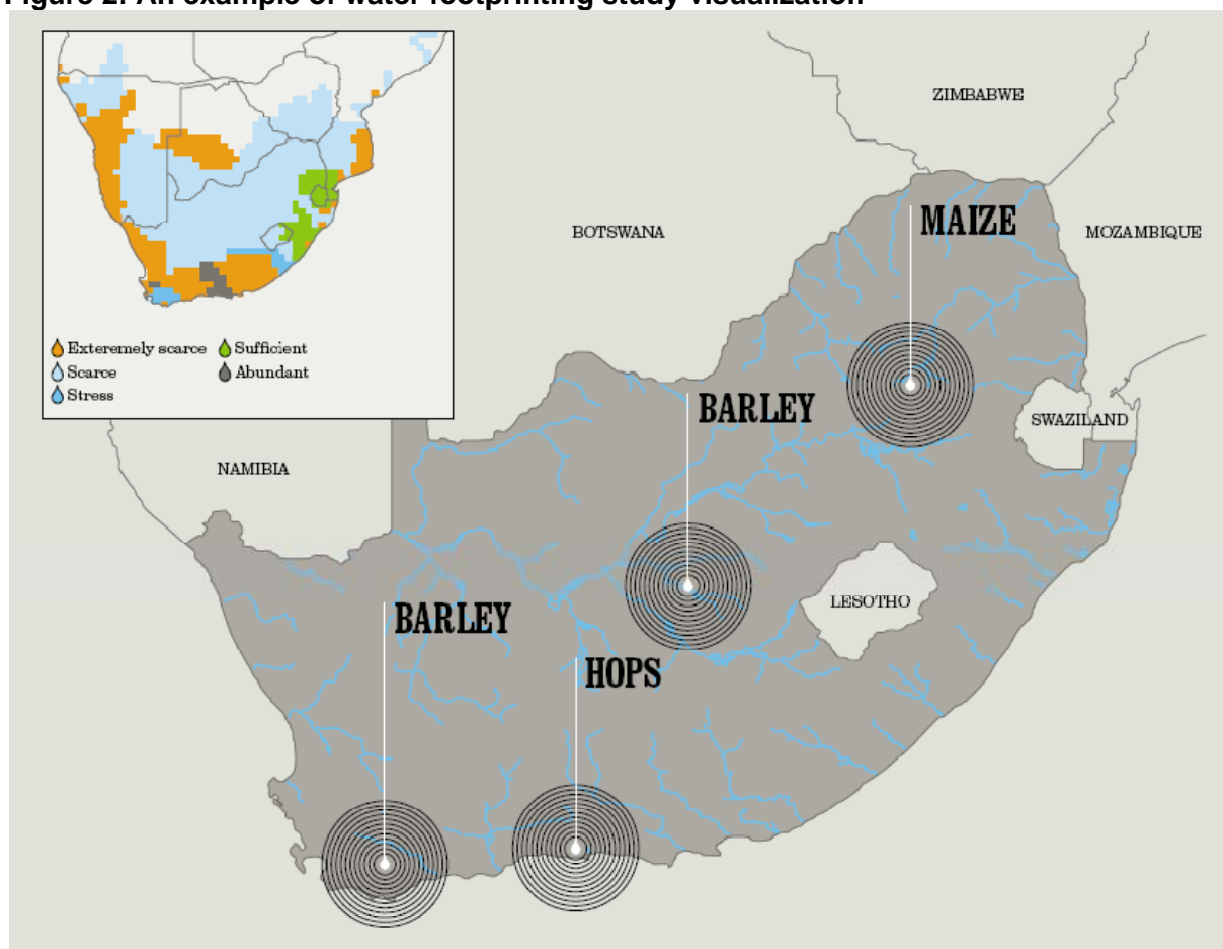 Figure 2: An example of water footprinting study visualization
Exteremely scarce
Sufficient
Scarce
Abundant
Stress
ZIMBABWE
MAIZE
BOTSWANA
MOZAMBIQUE
BARLEY
SWAZILAND
NAMIBIA
LESOTHO
BARLEY
HOPS